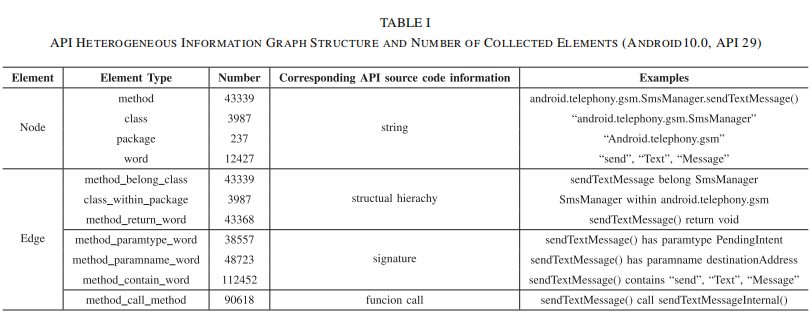 TABLE I
API HETEROGENEOUS INFORMATION GRAPH STRUCTURE AND NUMBER OF COLLECTED ELEMENTS (ANDROID10.0, API 29)
Element Element Type Number Corresponding API source code information Examples
Node method 43339 string android.telephony.gsm.SmsManager.sendTextMessage()
class 3987 “android.telephony.gsm.SmsManager”
package 237 “Android.telephony.gsm”
word 12427 “send”, “Text”, “Message”
Edge method_belong_class 43339 structual hierachy sendTextMessage belong SmsManager
class_within_package 3987 SmsManager within android.telephony.gsm
method_return_word 43368 sendTextMessage() return void
method_paramtype_word 38557 signature sendTextMessage() has paramtype PendingIntent
method_paramname_word 48723 sendTextMessage() has paramname destinationAddress
method_contain_word 112452 sendTextMessage() contains “send”, “Text”, “Message”
method_call_method 90618 funcion call sendTextMessage() call sendTextMessageInternal()